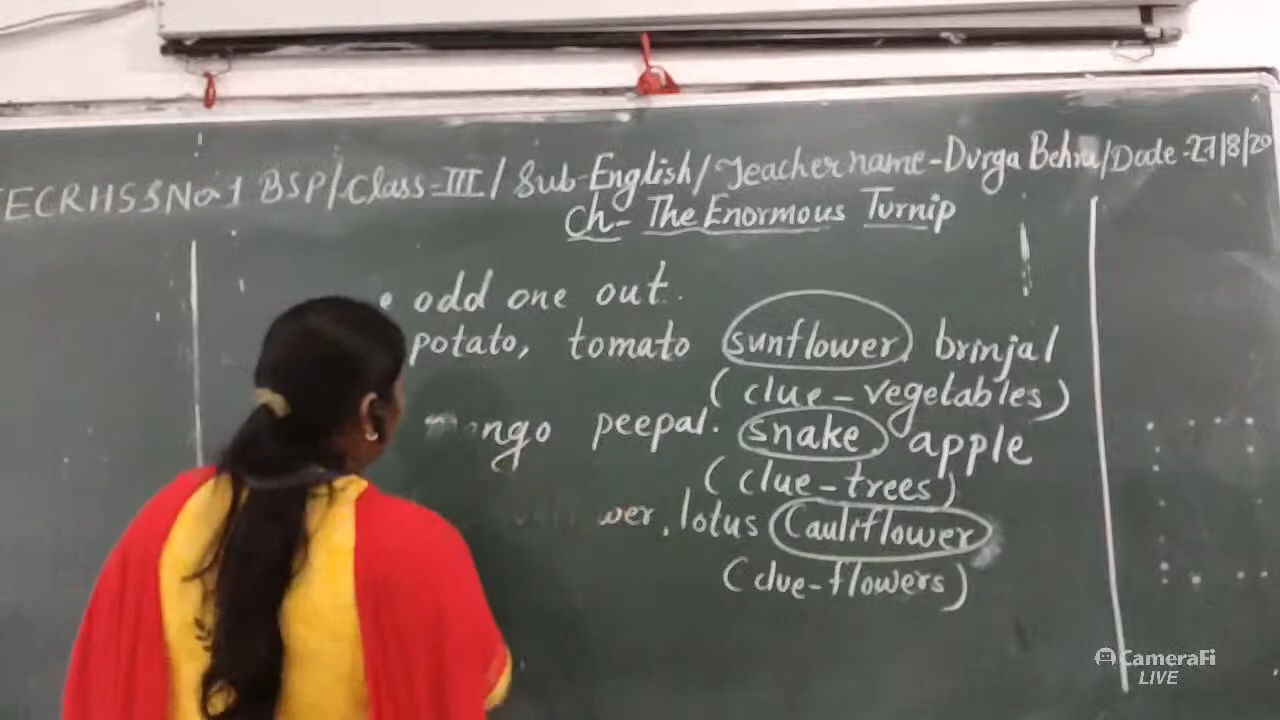 ECRHSSNo-1 BSP/Class-III/Sub-English/Teacher name-Durga Behra/Date-27/8/20
Ch- The Enormous Turnip
odd one out.
potato, tomato sunflower, brinjal
(clue-vegetables)
mango peepal. snake apple
(clue-trees)
wer, lotus Cauliflower
(clue-flowers)
CameraFi
LIVE